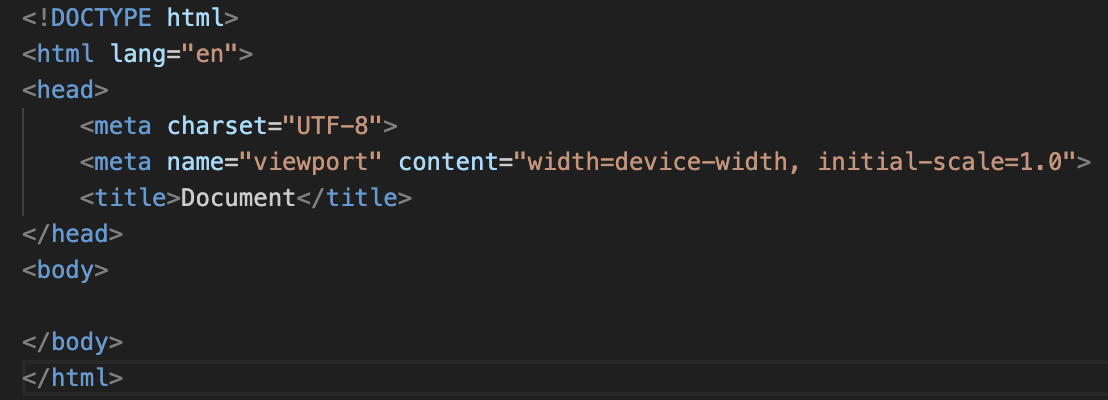 <!DOCTYPE html>
<html lang="en">
<head>
    <meta charset="UTF-8">
    <meta name="viewport" content="width=device-width, initial-scale=1.0">
    <title>Document</title>
</head>
<body>

</body>
</html>